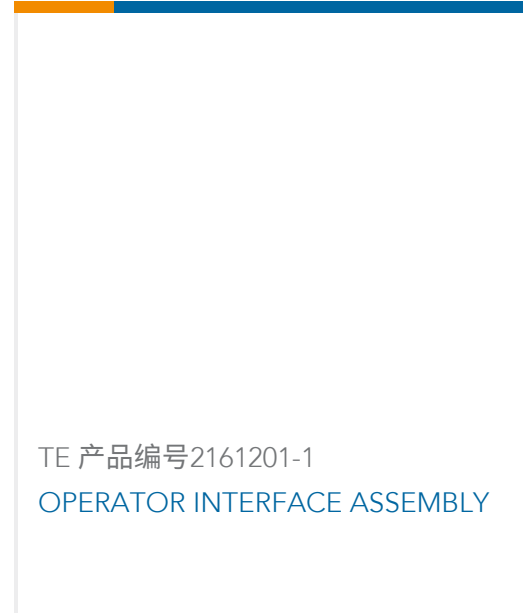 TE 产品编号2161201-1
OPERATOR INTERFACE ASSEMBLY